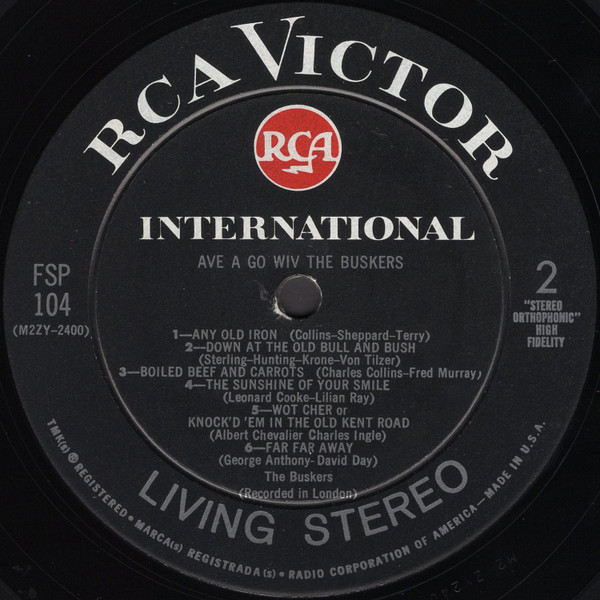 RCA VICTOR
RCA
INTERNATIONAL
AVE A GO WIV THE BUSKERS
FSP
104
(M2ZY-2400)
2
"STEREO
ORTHOPHONIC"
HIGH
FIDELITY
1—ANY OLD IRON (Collins-Sheppard-Terry)
2—DOWN AT THE OLD BULL AND BUSH
(Sterling-Hunting-Krone-Von Tilzer)
3—BOILED BEEF AND CARROTS (Charles Collins-Fred Murray)
4—THE SUNSHINE OF YOUR SMILE
(Leonard Cooke-Lilian Ray)
5—WOT CHER or
KNOCK'D 'EM IN THE OLD KENT ROAD
(Albert Chevalier Charles Ingle)
6—FAR FAR AWAY
(George Anthony-David Day)
The Buskers
(Recorded in London)
LIVING STEREO
TMK(s) ® REGISTERED • MARCA(s) REGISTRADA(s) • RADIO CORPORATION OF AMERICA—MADE IN U.S.A.